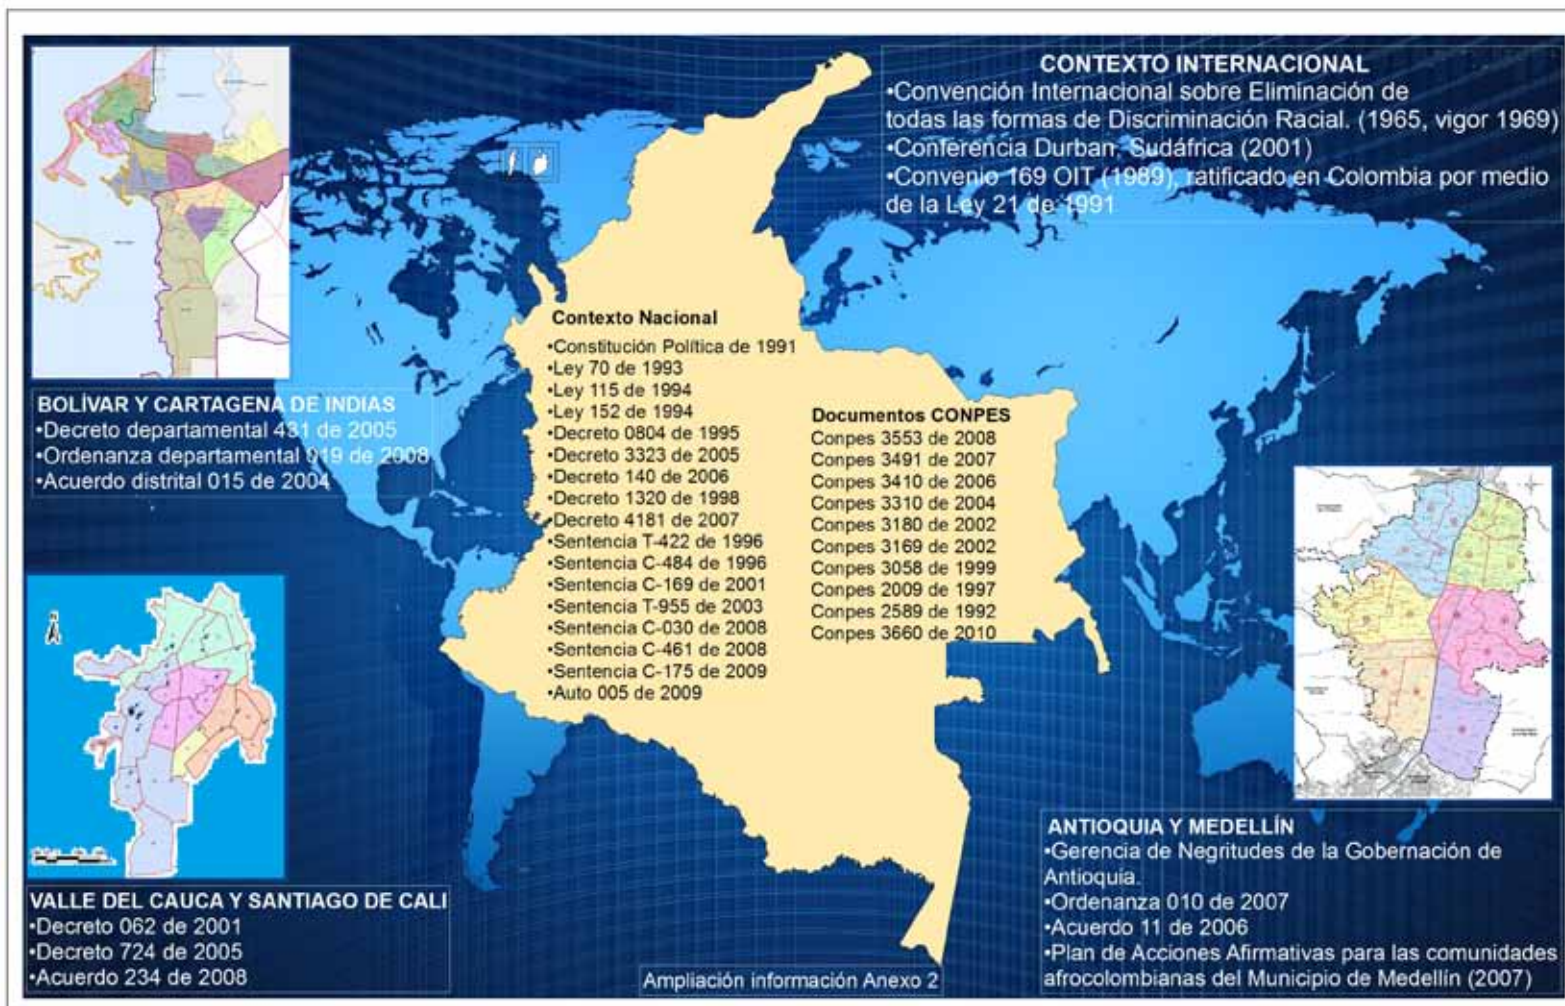 CONTEXTO INTERNACIONAL
•Convención Internacional sobre Eliminación de
todas las formas de Discriminación Racial. (1965, vigor 1969)
•Conferencia Durban, Sudáfrica (2001)
•Convenio 169 OIT (1989), ratificado en Colombia por medio
de la Ley 21 de 1991
Contexto Nacional
•Constitución Política de 1991
•Ley 70 de 1993
•Ley 115 de 1994
•Ley 152 de 1994
•Decreto 0804 de 1995
•Decreto 3323 de 2005
•Decreto 140 de 2006
•Decreto 1320 de 1998
•Decreto 4181 de 2007
•Sentencia T-422 de 1996
•Sentencia C-484 de 1996
•Sentencia C-169 de 2001
•Sentencia T-955 de 2003
•Sentencia C-030 de 2008
•Sentencia C-461 de 2008
•Sentencia C-175 de 2009
•Auto 005 de 2009
Documentos CONPES
Conpes 3553 de 2008
Conpes 3491 de 2007
Conpes 3410 de 2006
Conpes 3310 de 2004
Conpes 3180 de 2002
Conpes 3169 de 2002
Conpes 3058 de 1999
Conpes 2009 de 1997
Conpes 2589 de 1992
Conpes 3660 de 2010
BOLÍVAR Y CARTAGENA DE INDIAS
•Decreto departamental 431 de 2005
•Ordenanza departamental 019 de 2008
•Acuerdo distrital 015 de 2004
VALLE DEL CAUCA Y SANTIAGO DE CALI
•Decreto 062 de 2001
•Decreto 724 de 2005
•Acuerdo 234 de 2008
ANTIOQUIA Y MEDELLÍN
•Gerencia de Negritudes de la Gobernación de
Antioquia.
•Ordenanza 010 de 2007
•Acuerdo 11 de 2006
•Plan de Acciones Afirmativas para las comunidades
afrocolombianas del Municipio de Medellín (2007)
Ampliación información Anexo 2